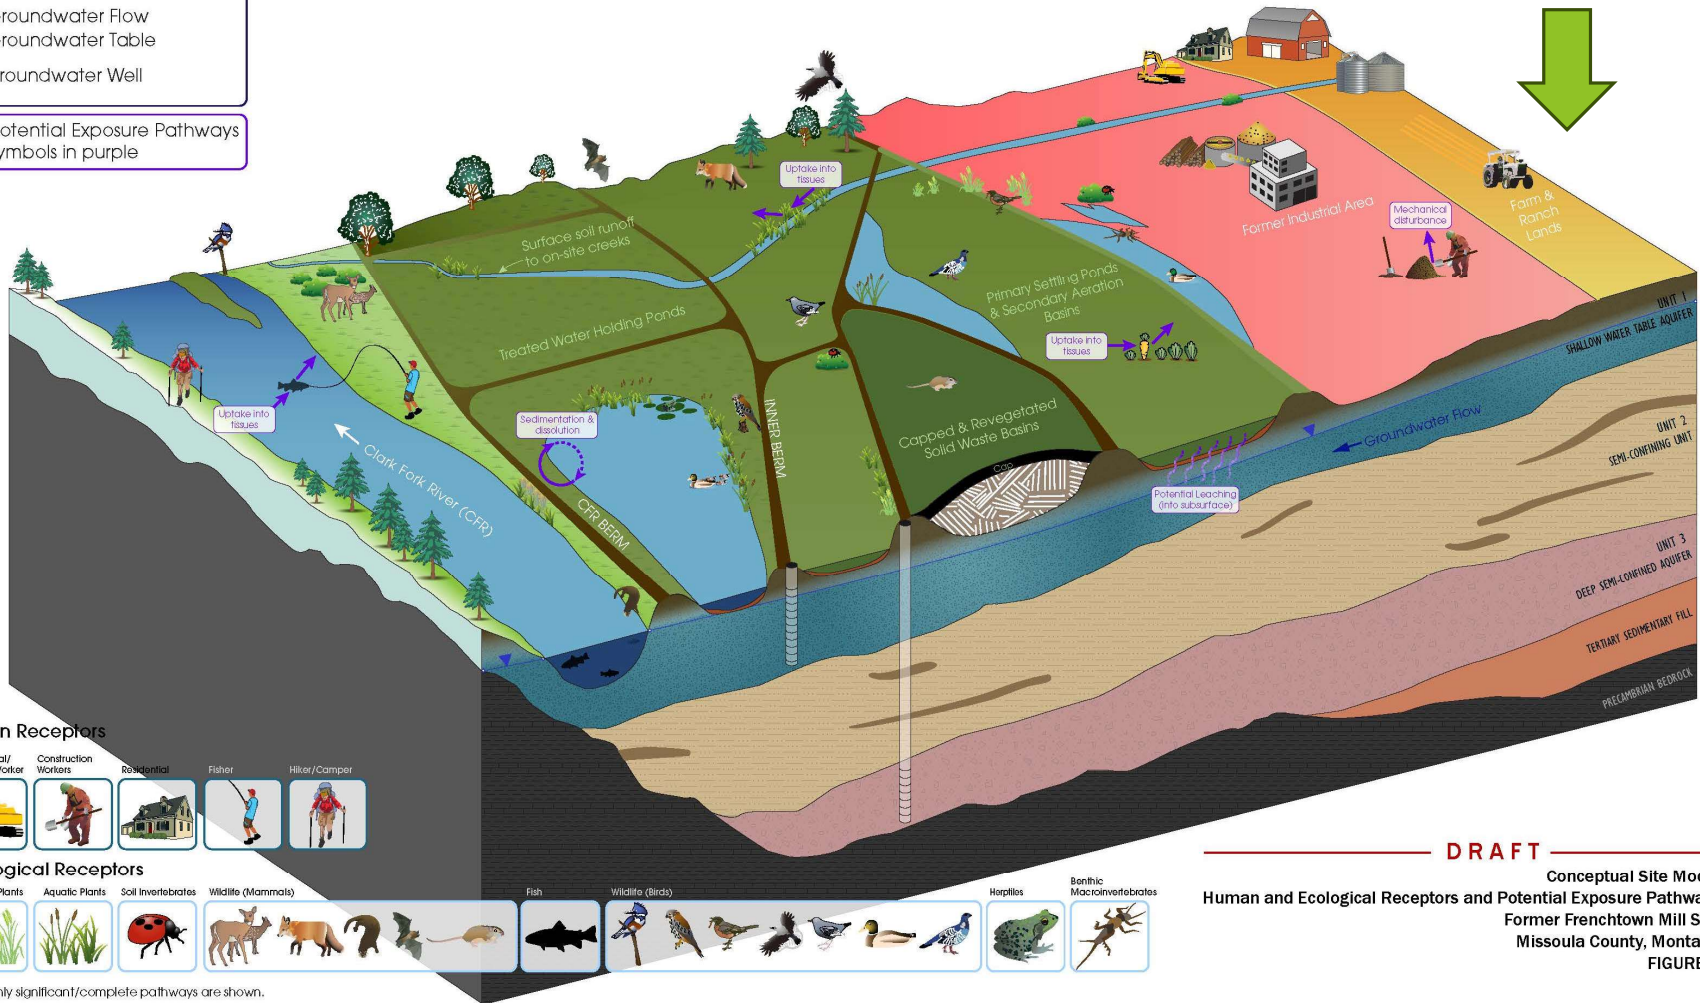 roundwater Flow
roundwater Table
roundwater Well
otential Exposure Pathways
ymbols in purple
Uptake into
tissues
Surface soil runoff
to on-site creeks
Treated Water Holding Ponds
Primary Settling Ponds
& Secondary Aeration
Basins
Former Industrial Area
Mechanical
disturbance
Farm &
Ranch
Lands
Uptake into
tissues
Uptake into
tissues
Sedimentation &
dissolution
INNER BERM
Capped & Revegetated
Solid Waste Basins
Cap
Clark Fork River (CFR)
CFR BERM
Potential Leaching
(into subsurface)
Groundwater Flow
UNIT 1
SHALLOW WATER TABLE AQUIFER
UNIT 2
SEMI-CONFINING UNIT
UNIT 3
DEEP SEMI-CONFINED AQUIFER
TERTIARY SEDIMENTARY FILL
PRECAMBRIAN BEDROCK
n Receptors
al/
orker
Construction
Workers
Residential
Fisher
Hiker/Camper
ogical Receptors
Plants
Aquatic Plants
Soil Invertebrates
Wildlife (Mammals)
Fish
Wildlife (Birds)
Herptiles
Benthic
Macroinvertebrates
nly significant/complete pathways are shown.
DRAFT
Conceptual Site Mod
Human and Ecological Receptors and Potential Exposure Pathwa
Former Frenchtown Mill S
Missoula County, Monta
FIGURE